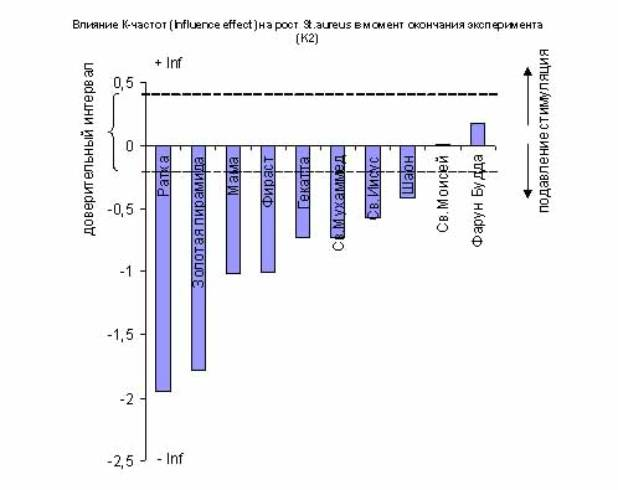 Влияние К-частот (Influence effect) на рост St.aureus в момент окончания эксперимента
(К2)
+ Inf
доверительный интервал
0,5
0
-0,5
-1
-1,5
-2
-2,5
- Inf
Ратха
Золотая пирамида
Мама
Фираст
Гекатта
Св.Мухаммед
Св.Иисус
Шаон
Св.Моисей
Фарун Будда
подавление стимуляция